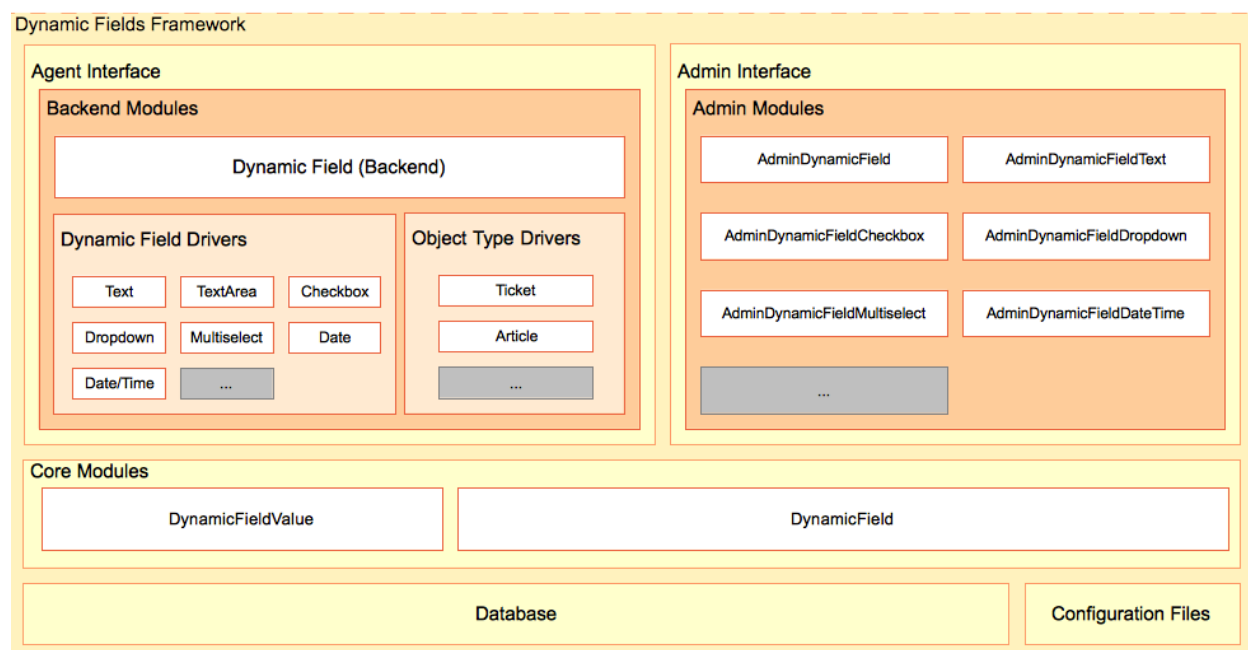 Dynamic Fields Framework
Agent Interface
Backend Modules
Dynamic Field (Backend)
Dynamic Field Drivers
Text
TextArea
Checkbox
Dropdown
Multiselect
Date
Date/Time
...
Object Type Drivers
Ticket
Article
...
Admin Interface
Admin Modules
AdminDynamicField
AdminDynamicFieldText
AdminDynamicFieldCheckbox
AdminDynamicFieldDropdown
AdminDynamicFieldMultiselect
AdminDynamicFieldDateTime
...
Core Modules
DynamicFieldValue
DynamicField
Database
Configuration Files